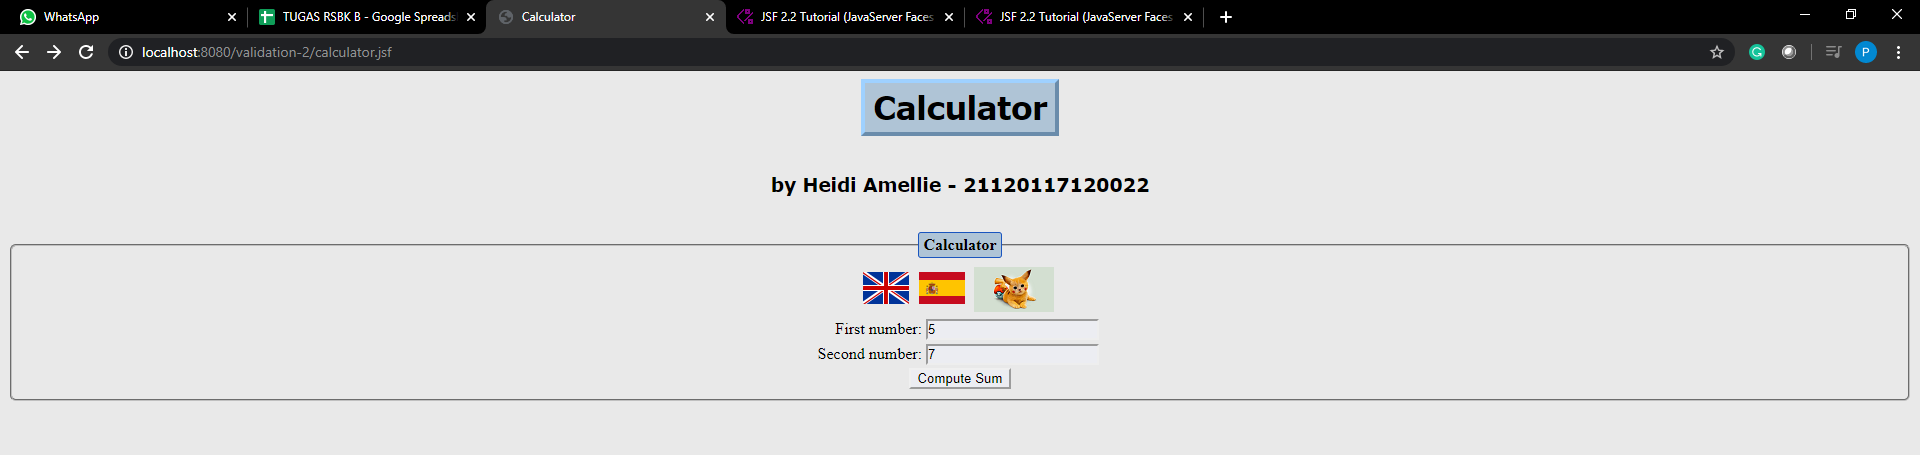 WhatsApp
TUGAS RSBK B - Google Spreads
Calculator
JSF 2.2 Tutorial (JavaServer Faces
JSF 2.2 Tutorial (JavaServer Faces
localhost:8080/validation-2/calculator.jsf
P
Calculator
by Heidi Amellie - 21120117120022
Calculator
First number: 5
Second number: 7
Compute Sum